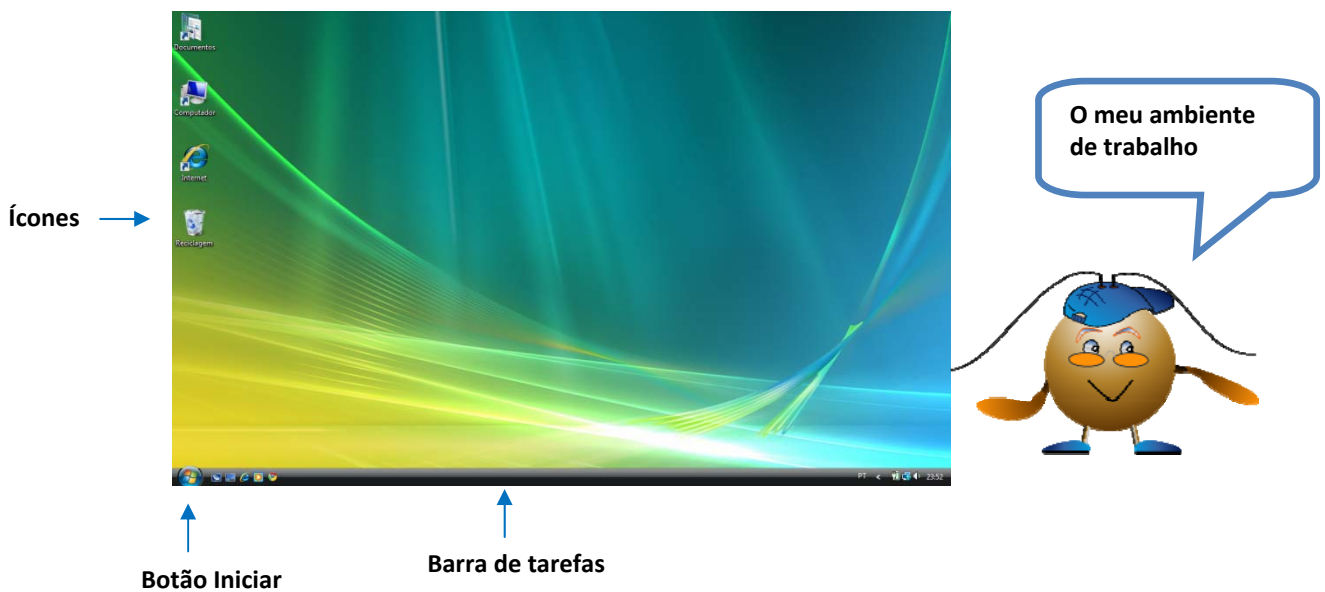 Documentos
Computador
Internet
Reciclagem
O meu ambiente
de trabalho
Ícones
PT
23:52
Botão Iniciar
Barra de tarefas